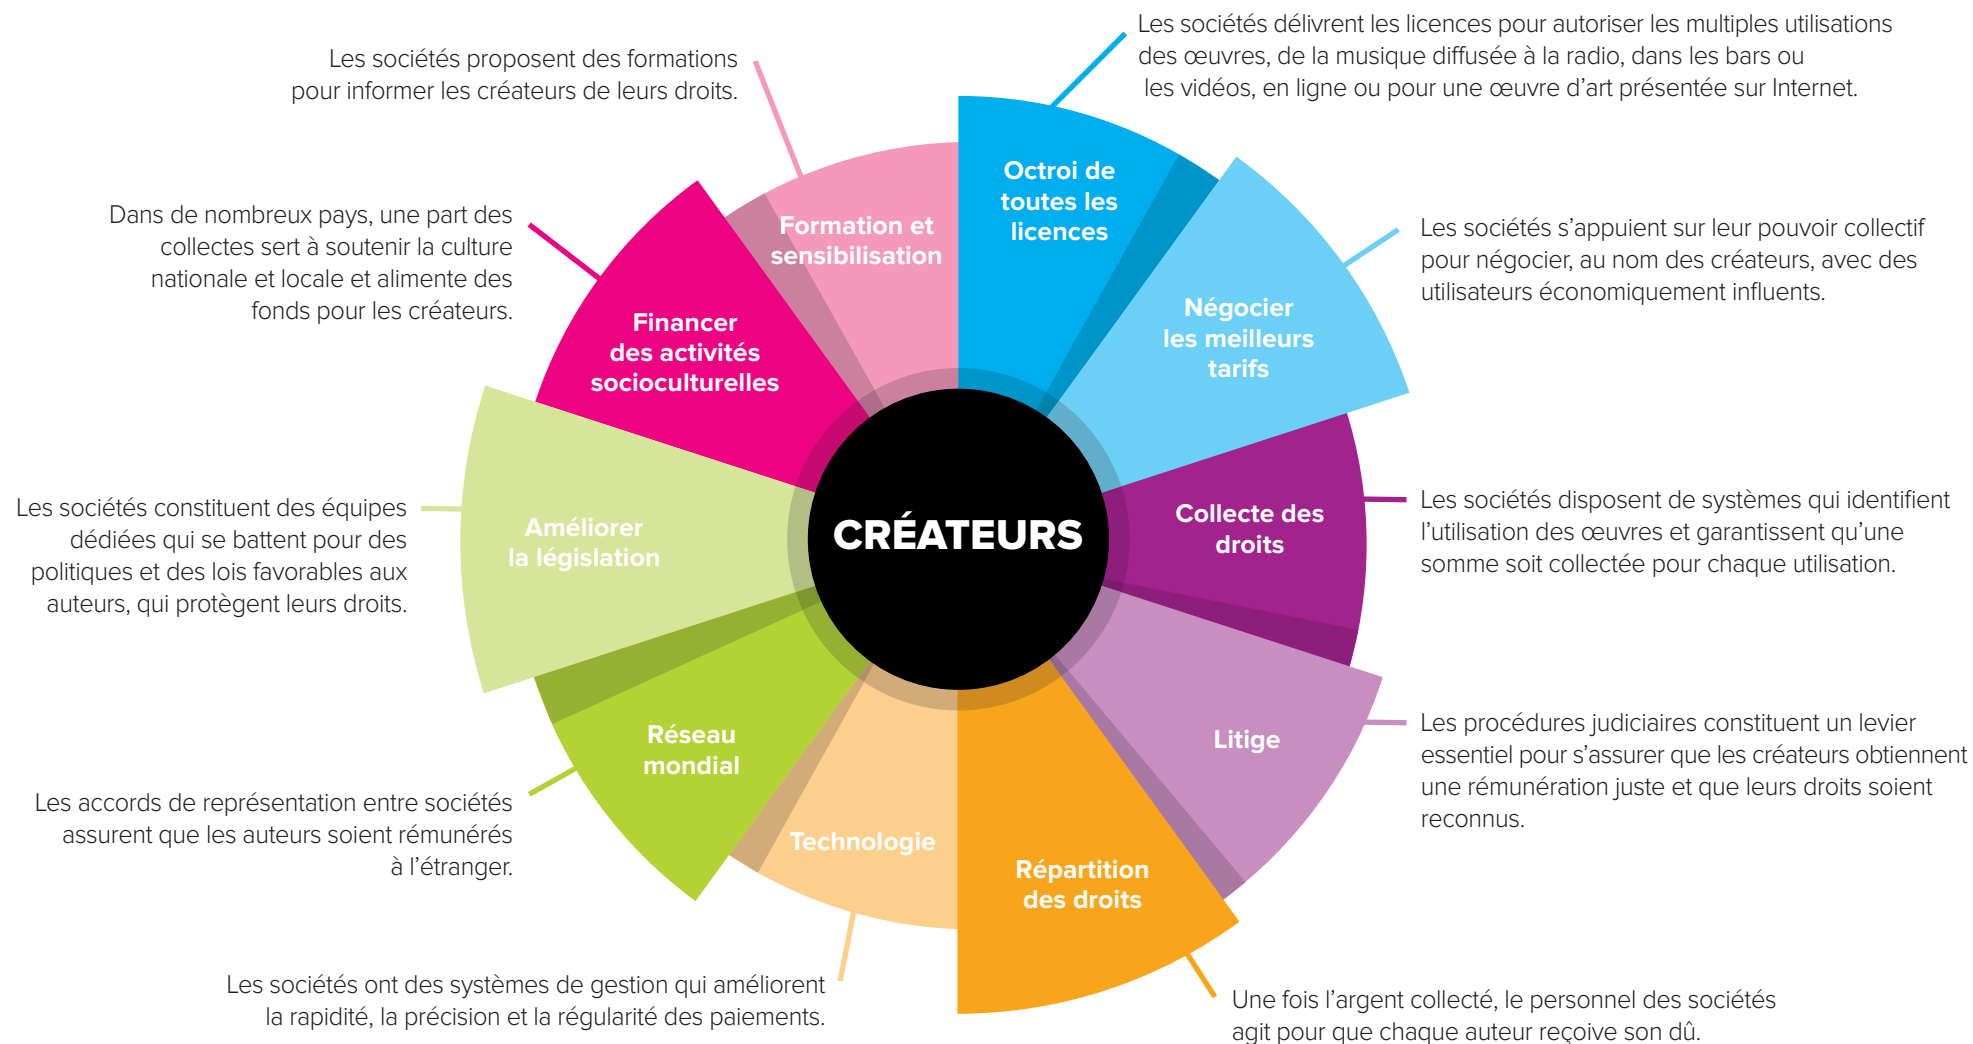 Les sociétés délivrent les licences pour autoriser les multiples utilisations
des œuvres, de la musique diffusée à la radio, dans les bars ou
les vidéos, en ligne ou pour une œuvre d’art présentée sur Internet.
Octroi de
toutes les
licences
Les sociétés s’appuient sur leur pouvoir collectif
pour négocier, au nom des créateurs, avec des
utilisateurs économiquement influents.
Négocier
les meilleurs
tarifs
Les sociétés disposent de systèmes qui identifient
l’utilisation des œuvres et garantissent qu’une
somme soit collectée pour chaque utilisation.
Collecte des
droits
Les procédures judiciaires constituent un levier
essentiel pour s’assurer que les créateurs obtiennent
une rémunération juste et que leurs droits soient
reconnus.
Litige
Une fois l’argent collecté, le personnel des sociétés
agit pour que chaque auteur reçoive son dû.
Répartition
des droits
Les sociétés ont des systèmes de gestion qui améliorent
la rapidité, la précision et la régularité des paiements.
Technologie
Les accords de représentation entre sociétés
assurent que les auteurs soient rémunérés
à l’étranger.
Réseau
mondial
Les sociétés constituent des équipes
dédiées qui se battent pour des
politiques et des lois favorables aux
auteurs, qui protègent leurs droits.
Améliorer
la législation
Dans de nombreux pays, une part des
collectes sert à soutenir la culture
nationale et locale et alimente des
fonds pour les créateurs.
Financer
des activités
socioculturelles
Les sociétés proposent des formations
pour informer les créateurs de leurs droits.
Formation et
sensibilisation
CRÉATEURS